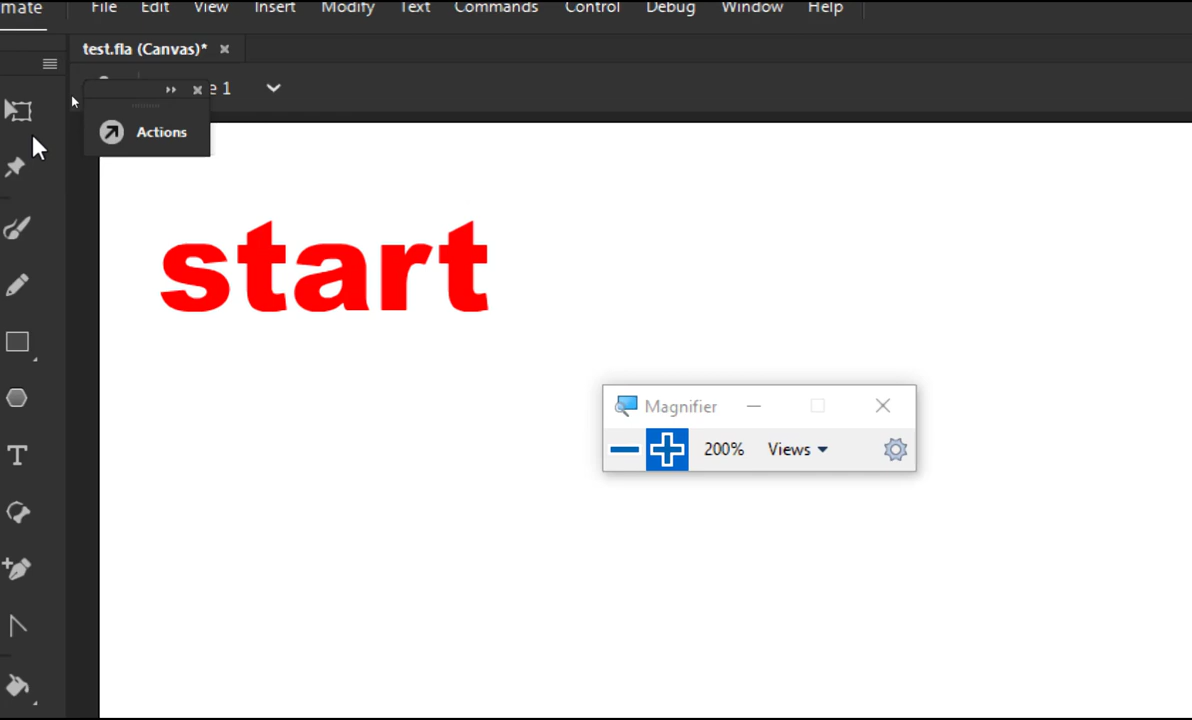 mate File Edit View Insert Modify Text Commands Control Debug Window Help
test.fla (Canvas)*
e 1
Actions
start
Magnifier
200% Views
T